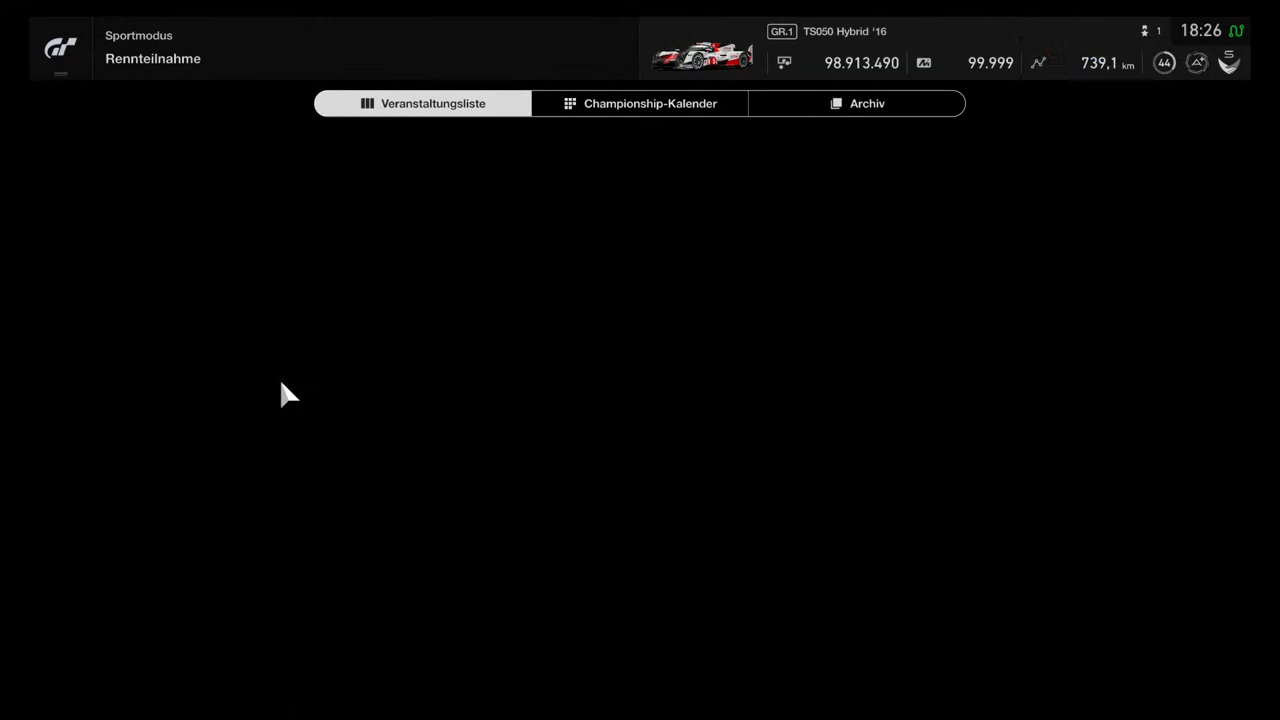 Sportmodus
Rennteilnahme
GR.1 TS050 Hybrid '16
1 18:26
98.913.490 99.999 739,1 km 44 S
Veranstaltungsliste Championship-Kalender Archiv